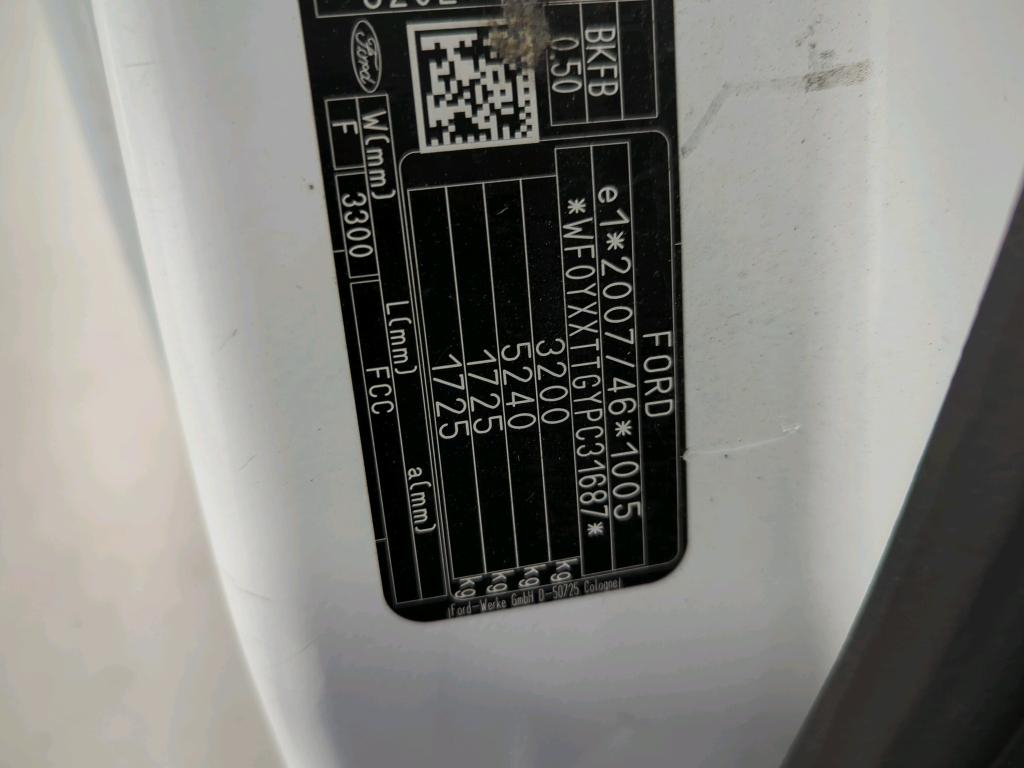 FORD
e1*2007/46*1005
*WF0YXXTTGYPC31687*
3200 kg
5240 kg
1725 kg
1725 kg
BKFB
0.50
Ford
W(mm) L(mm) a(mm)
F 3300 FCC
Ford-Werke GmbH D-50725 Cologne